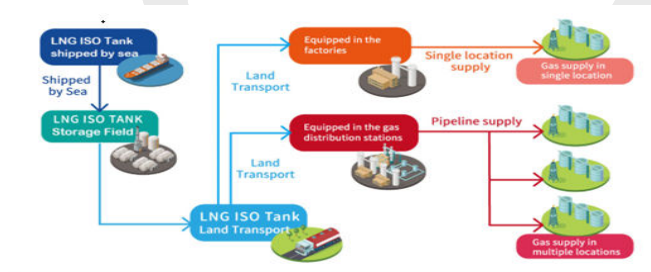 LNG ISO Tank
shipped by sea
Shipped
by Sea
LNG ISO TANK
Storage Field
LNG ISO Tank
Land Transport
Land
Transport
Equipped in the
factories
Single location
supply
Gas supply in
single location
Land
Transport
Equipped in the gas
distribution stations
Pipeline supply
Gas supply in
multiple locations